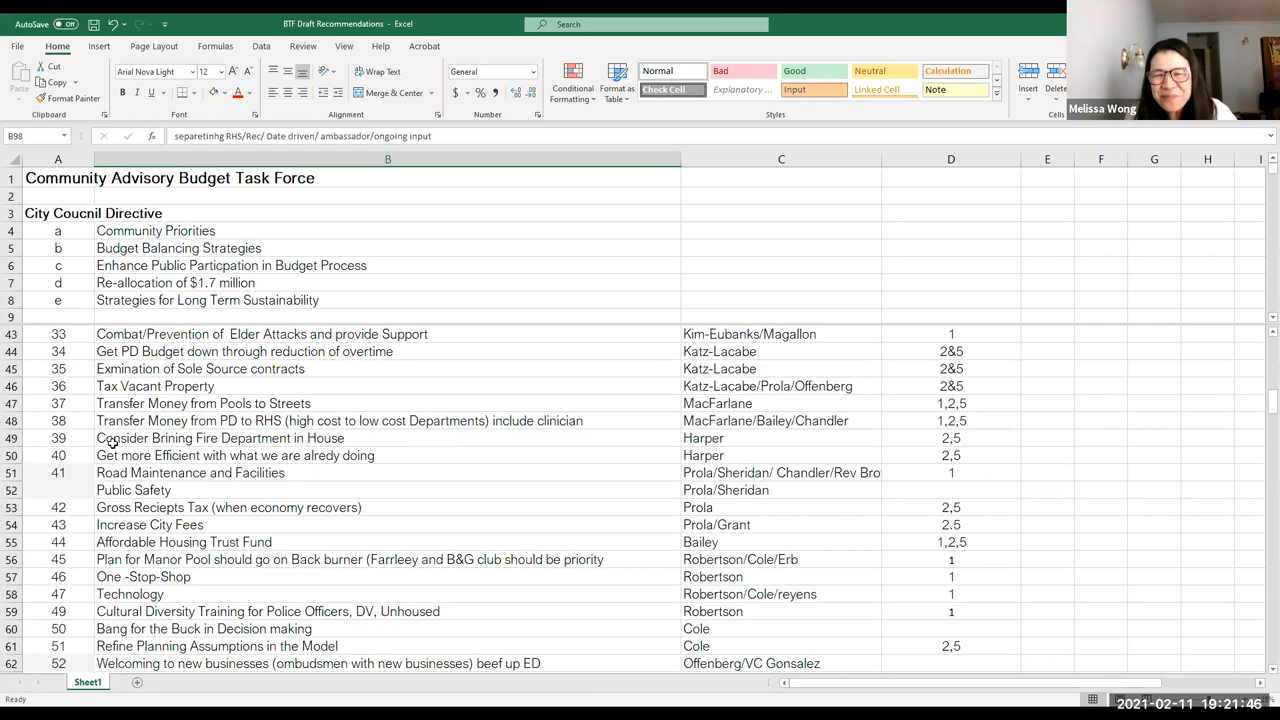 AutoSave Off BTF Draft Recommendations - Excel Search
File Home Insert Page Layout Formulas Data Review View Help Acrobat
Cut Arial Nova Light 12 Wrap Text General Normal Bad Good Neutral Calculation
Copy Paste Format Painter Merge & Center Conditional Formatting Format as Table Check Cell Explanatory ... Input Linked Cell Note Insert Delete
Melissa Wong
Clipboard Font Alignment Number Styles Cells
B98 fx separetinhg RHS/Rec/ Date driven/ ambassador/ongoing input
A B C D E F G H I
1 Community Advisory Budget Task Force
2
3 City Coucnil Directive
4 a Community Priorities
5 b Budget Balancing Strategies
6 c Enhance Public Particpation in Budget Process
7 d Re-allocation of $1.7 million
8 e Strategies for Long Term Sustainability
9
43 33 Combat/Prevention of Elder Attacks and provide Support Kim-Eubanks/Magallon 1
44 34 Get PD Budget down through reduction of overtime Katz-Lacabe 2&5
45 35 Exmination of Sole Source contracts Katz-Lacabe 2&5
46 36 Tax Vacant Property Katz-Lacabe/Prola/Offenberg 2&5
47 37 Transfer Money from Pools to Streets MacFarlane 1,2,5
48 38 Transfer Money from PD to RHS (high cost to low cost Departments) include clinician MacFarlane/Bailey/Chandler 1,2,5
49 39 Consider Brining Fire Department in House Harper 2,5
50 40 Get more Efficient with what we are alredy doing Harper 2,5
51 41 Road Maintenance and Facilities Prola/Sheridan/ Chandler/Rev Bro 1
52 Public Safety Prola/Sheridan
53 42 Gross Reciepts Tax (when economy recovers) Prola 2,5
54 43 Increase City Fees Prola/Grant 2.5
55 44 Affordable Housing Trust Fund Bailey 1,2,5
56 45 Plan for Manor Pool should go on Back burner (Farrleey and B&G club should be priority Robertson/Cole/Erb 1
57 46 One -Stop-Shop Robertson 1
58 47 Technology Robertson/Cole/reyens 1
59 49 Cultural Diversity Training for Police Officers, DV, Unhoused Robertson 1
60 50 Bang for the Buck in Decision making Cole
61 51 Refine Planning Assumptions in the Model Cole 2,5
62 52 Welcoming to new businesses (ombudsmen with new businesses) beef up ED Offenberg/VC Gonsalez
Sheet1
Ready
2021-02-11 19:21:46